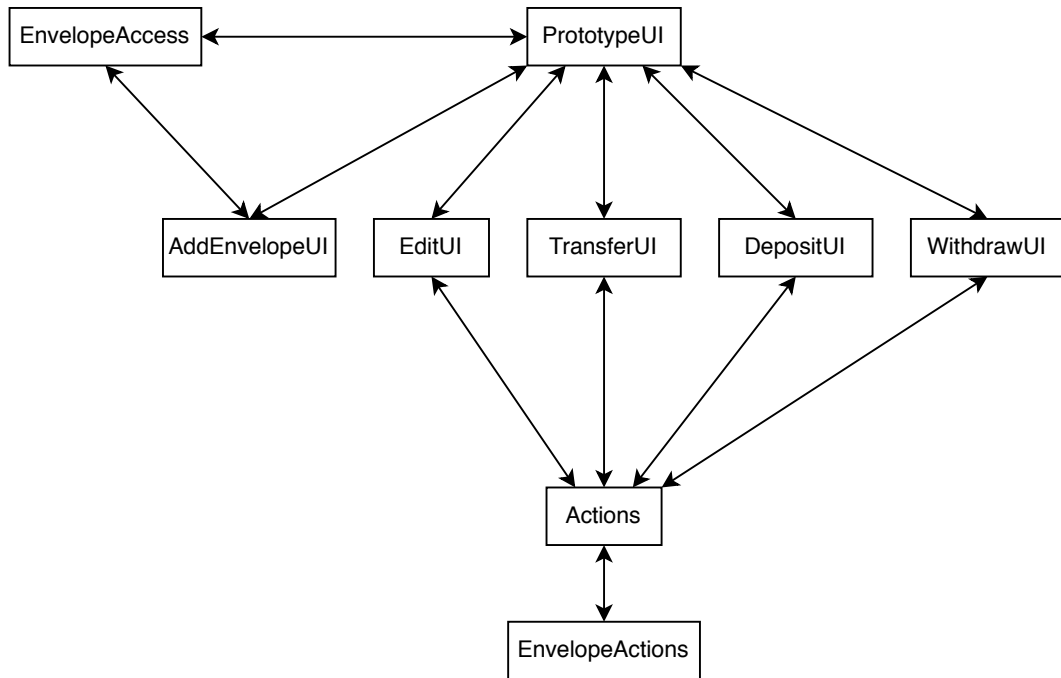 EnvelopeAccess
PrototypeUI
AddEnvelopeUI
EditUI
TransferUI
DepositUI
WithdrawUI
Actions
EnvelopeActions